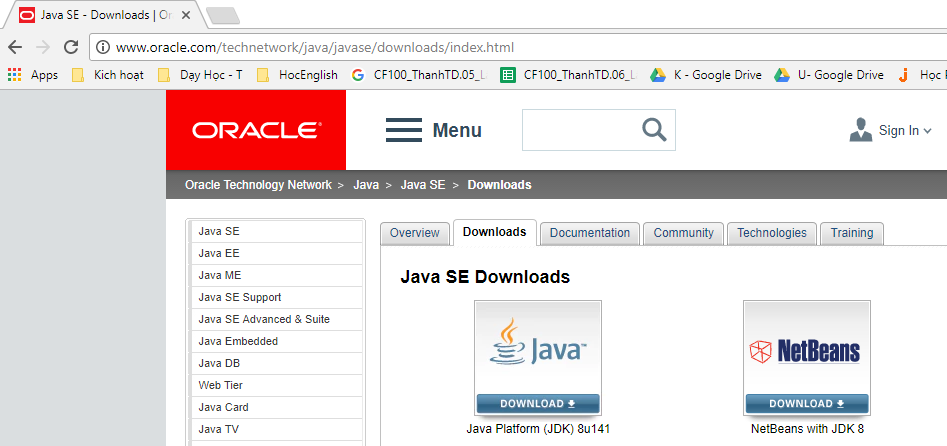 Java SE - Downloads | Or
www.oracle.com/technetwork/java/javase/downloads/index.html
Apps Kích hoạt Dạy Học - T HocEnglish CF100_ThanhTD.05_L CF100_ThanhTD.06_L K - Google Drive U- Google Drive Học
ORACLE Menu Sign In
Oracle Technology Network > Java > Java SE > Downloads
Overview Downloads Documentation Community Technologies Training
Java SE
Java EE
Java ME
Java SE Support
Java SE Advanced & Suite
Java Embedded
Java DB
Web Tier
Java Card
Java TV
Java SE Downloads
Java™ NetBeans
DOWNLOAD DOWNLOAD
Java Platform (JDK) 8u141 NetBeans with JDK 8